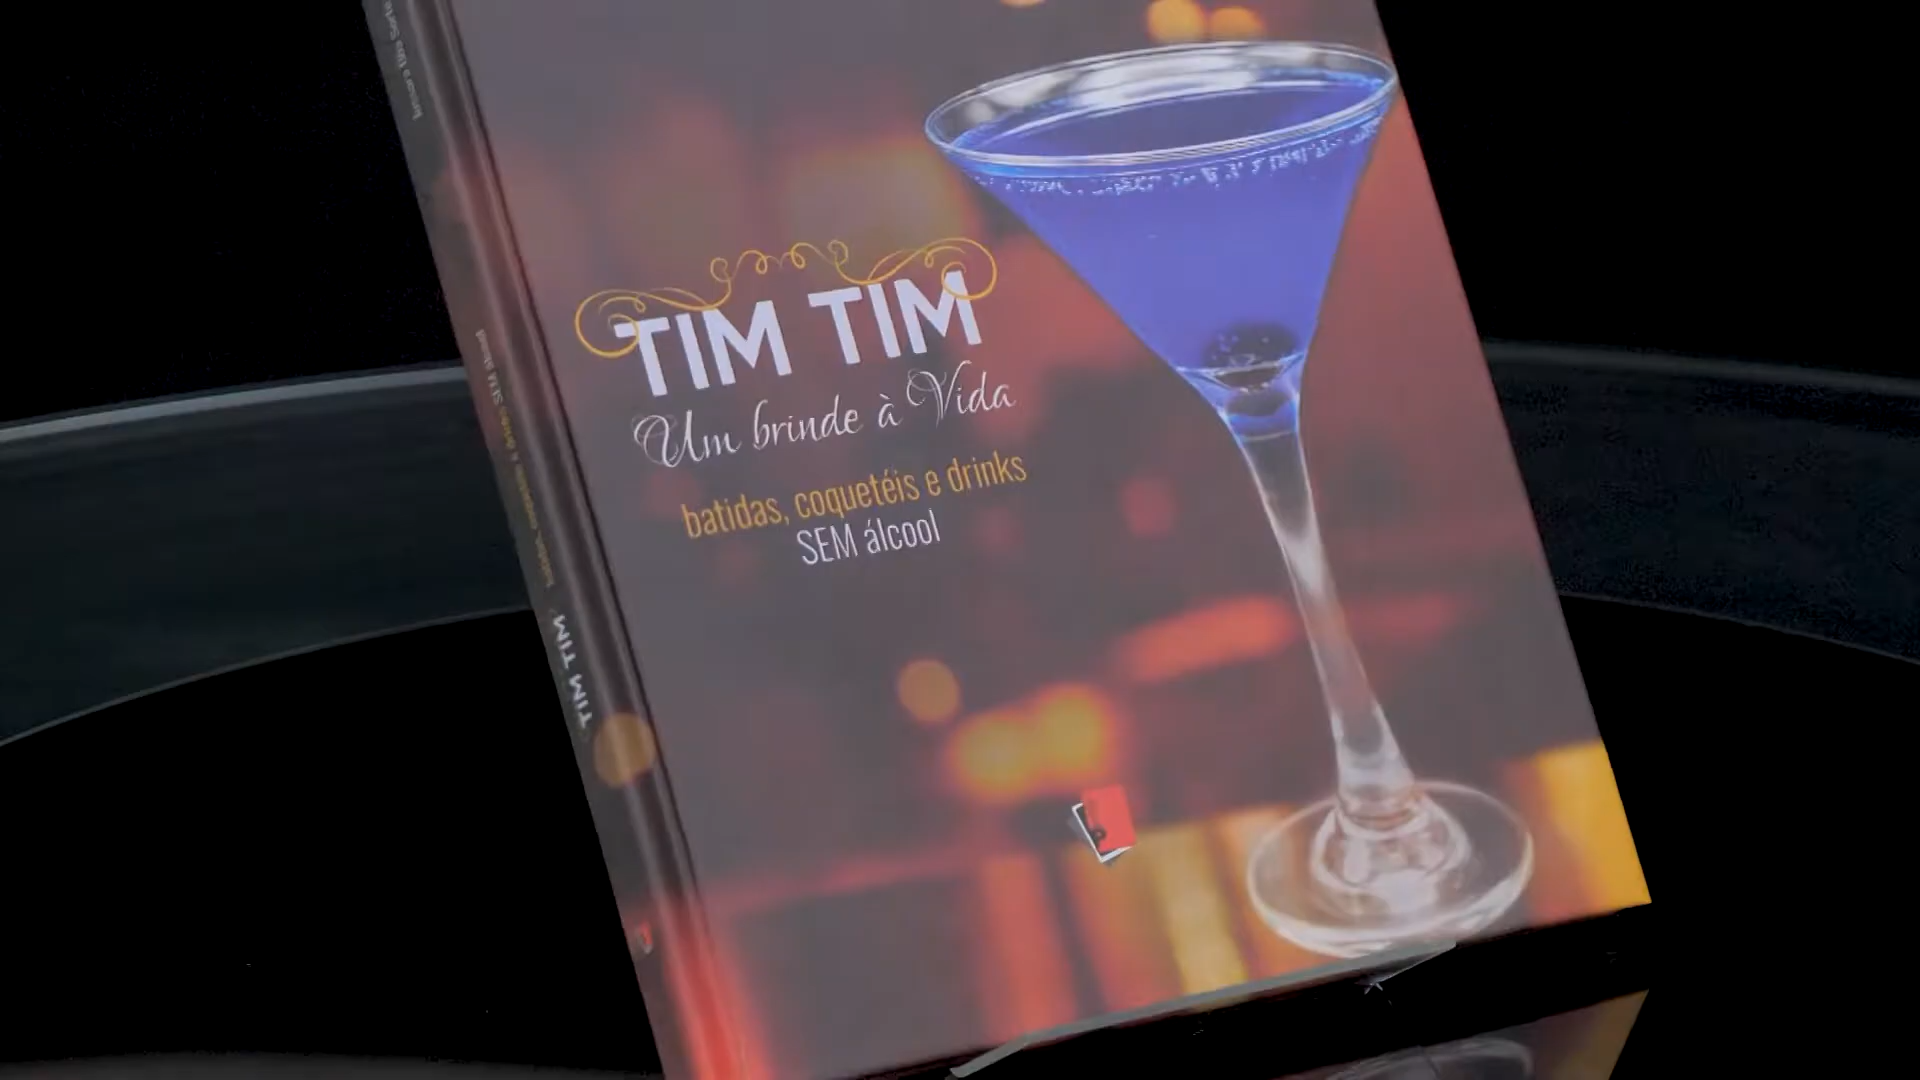 TIM TIM
Um brinde à Vida
batidas, coquetéis e drinks
SEM álcool
TIM TIM